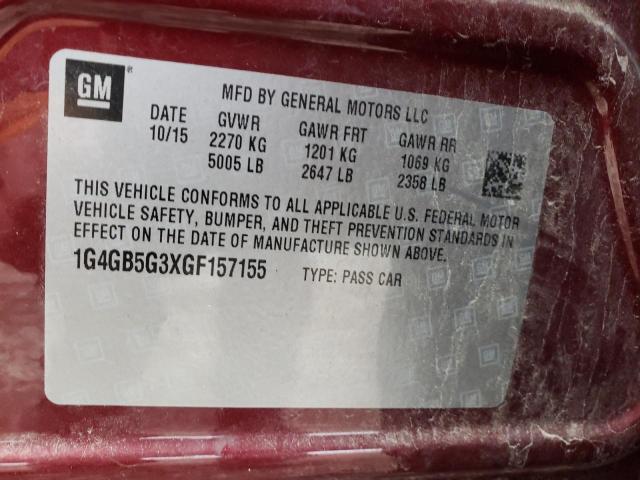 GM ®
MFD BY GENERAL MOTORS LLC
DATE GVWR GAWR FRT GAWR RR
10/15 2270 KG 1201 KG 1069 KG
5005 LB 2647 LB 2358 LB
THIS VEHICLE CONFORMS TO ALL APPLICABLE U.S. FEDERAL MOTOR
VEHICLE SAFETY, BUMPER, AND THEFT PREVENTION STANDARDS IN
EFFECT ON THE DATE OF MANUFACTURE SHOWN ABOVE.
1G4GB5G3XGF157155 TYPE: PASS CAR